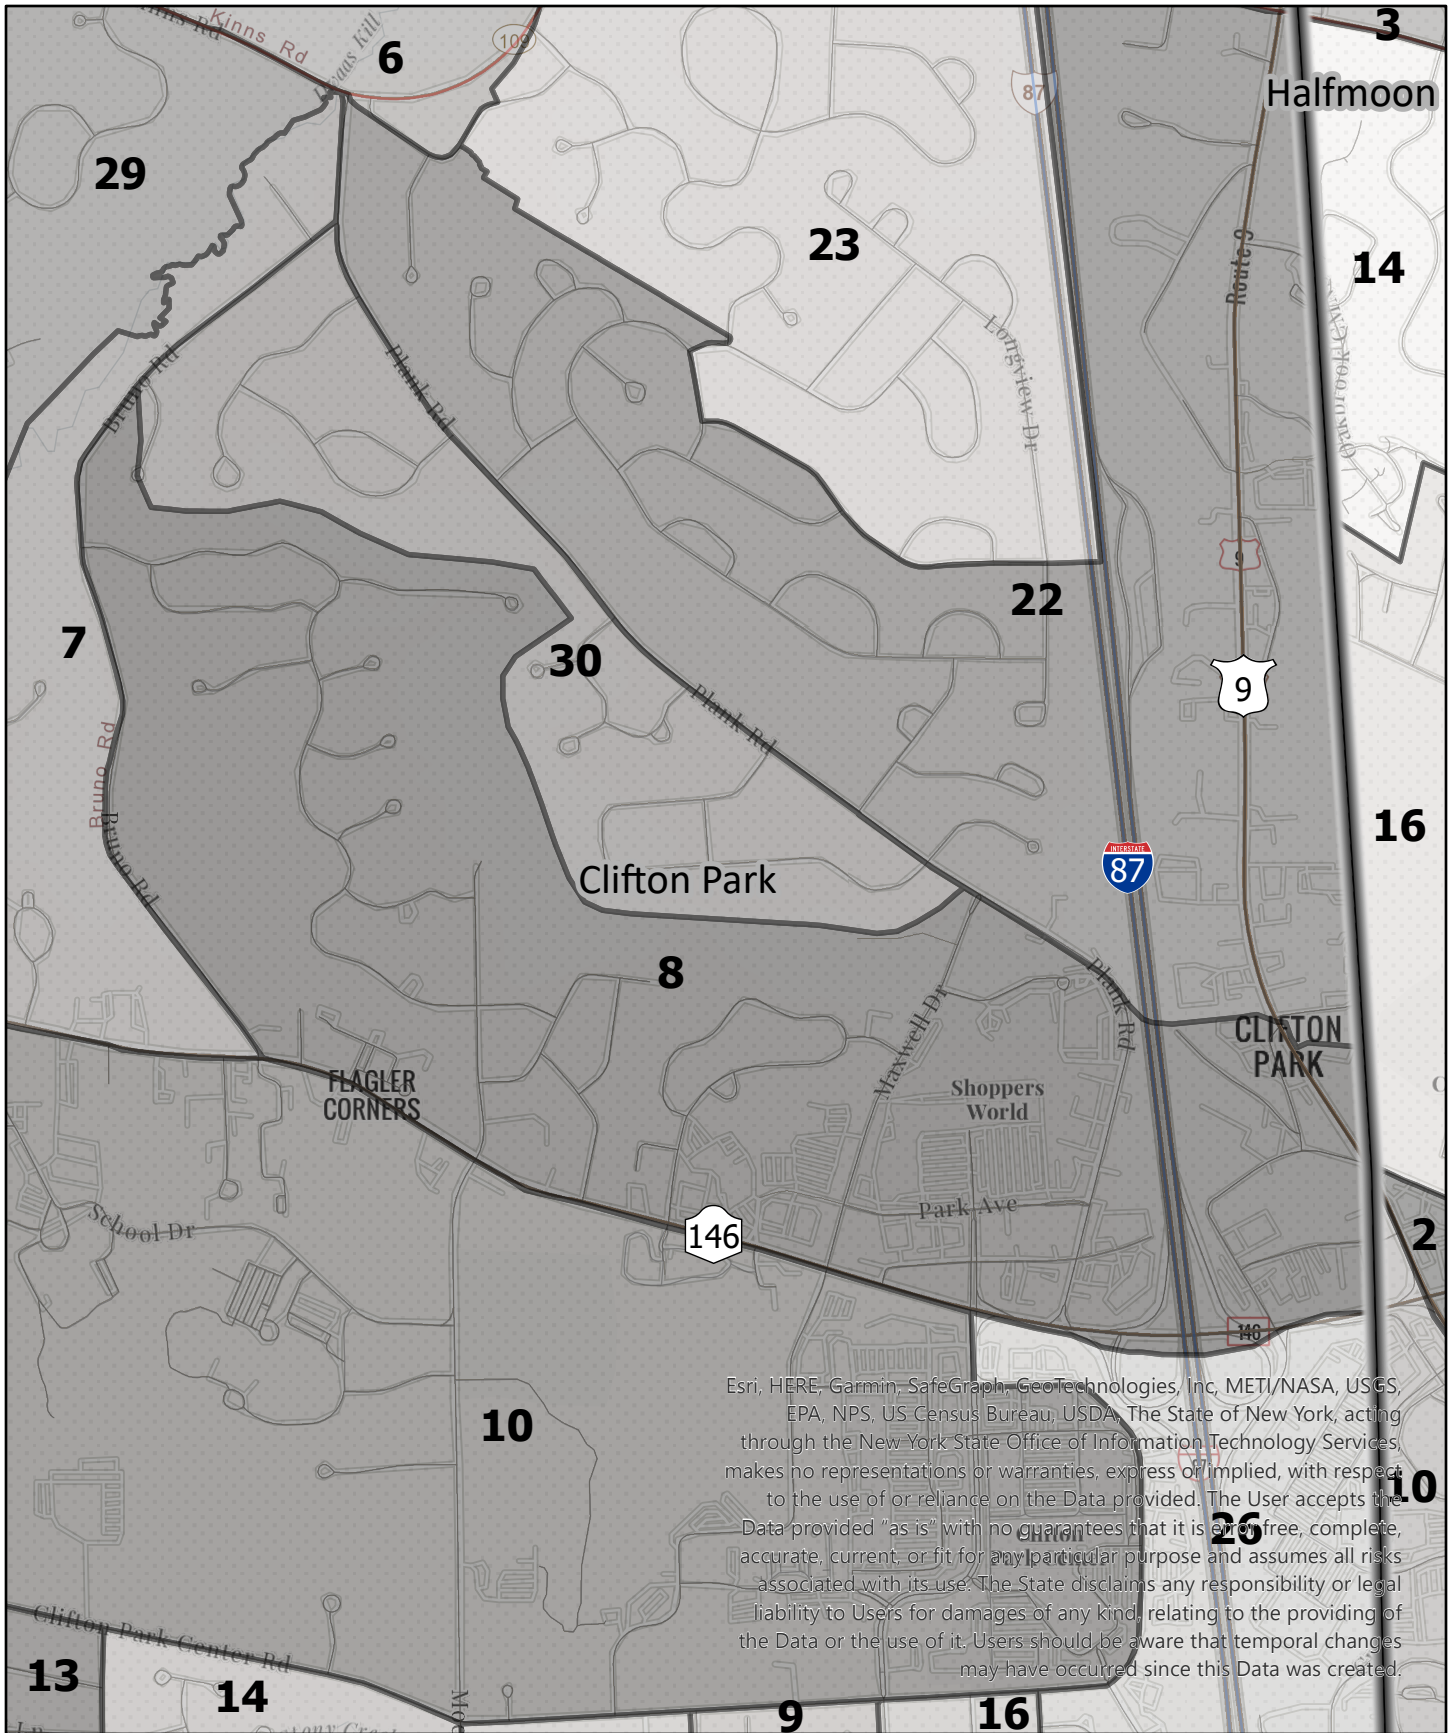 Kinns Rd
109
6
3
Halfmoon
87
29
23
14
Route 9
Longview Dr
Bruno Rd
Plank Rd
9
22
7
30
Plank Rd
9
Bruno Rd
Bruno Rd
16
INTERSTATE
87
Clifton Park
8
Plank Rd
Maxwell Dr
CLIFTON
PARK
FLAGLER
CORNERS
Shoppers
World
Park Ave
School Dr
146
2
146
Esri, HERE, Garmin, SafeGraph, GeoTechnologies, Inc, METI/NASA, USGS,
EPA, NPS, US Census Bureau, USDA, The State of New York, acting
10
through the New York State Office of Information Technology Services,
makes no representations or warranties, express or implied, with respect
10
to the use of or reliance on the Data provided. The User accepts the
26
Data provided "as is" with no guarantees that it is error free, complete,
accurate, current, or fit for any particular purpose and assumes all risks
associated with its use. The State disclaims any responsibility or legal
liability to Users for damages of any kind, relating to the providing of
the Data or the use of it. Users should be aware that temporal changes
may have occurred since this Data was created.
Clifton Park Center Rd
13
14
9
16